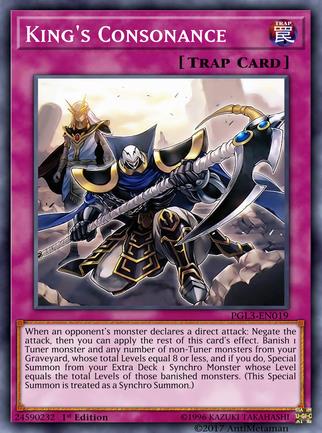 King's Consonance
TRAP
罠
[TRAP CARD]
PGL3-EN019
When an opponent's monster declares a direct attack: Negate
the attack, then you can apply the rest of this card's effect. Banish 1
Tuner monster and any number of non-Tuner monsters from your
Graveyard, whose total Levels equal 8 or less, and if you do, Special
Summon from your Extra Deck 1 Synchro Monster whose Level
equals the total Levels of those banished monsters. (This Special
Summon is treated as a Synchro Summon.)
24590232 1st Edition ©1996 KAZUKI TAKAHASHI
©2017 AntiMetaman